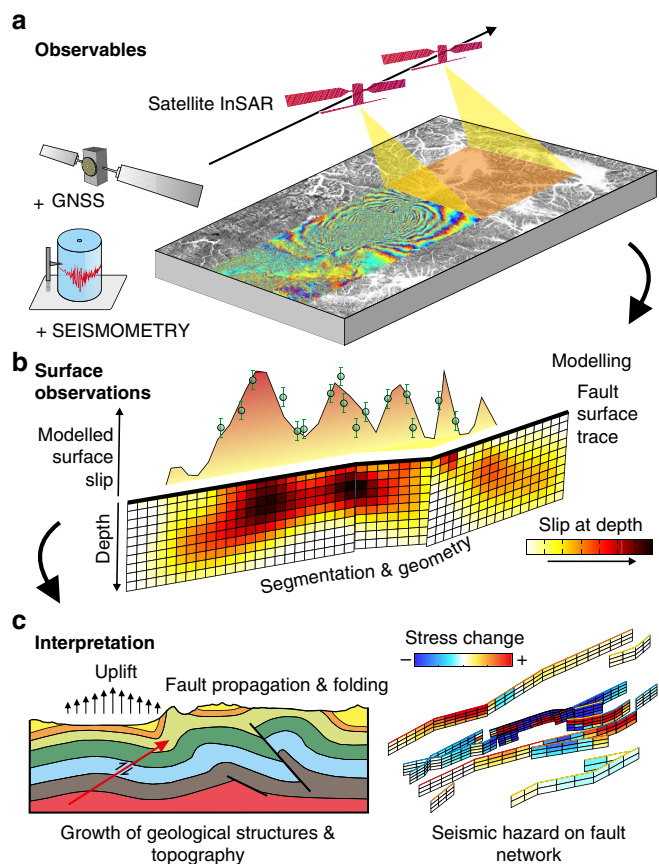 a
Observables
Satellite InSAR
+ GNSS
+ SEISMOMETRY
b
Surface
observations
Modelling
Modelled
surface
slip
Fault
surface
trace
Depth
Slip at depth
Segmentation & geometry
c
Interpretation
Stress change
− +
Uplift
Fault propagation & folding
Growth of geological structures &
topography
Seismic hazard on fault
network